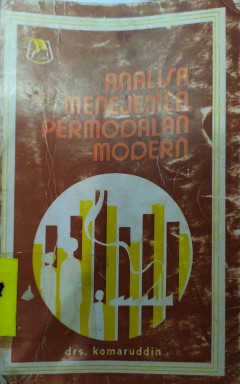 ANALISA
MENEJEMEN
PERMODALAN
MODERN
drs. komaruddin